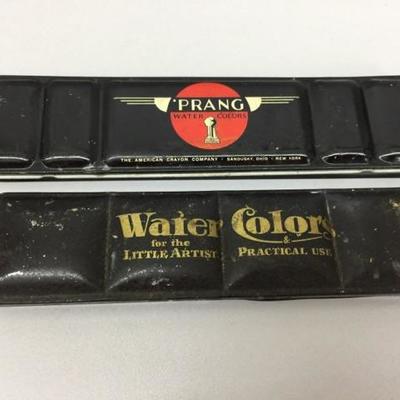 'PRANG
WATER COLORS
THE AMERICAN CRAYON COMPANY · SANDUSKY, OHIO · NEW YORK
Water Colors
for the & 
LITTLE ARTIST PRACTICAL USE